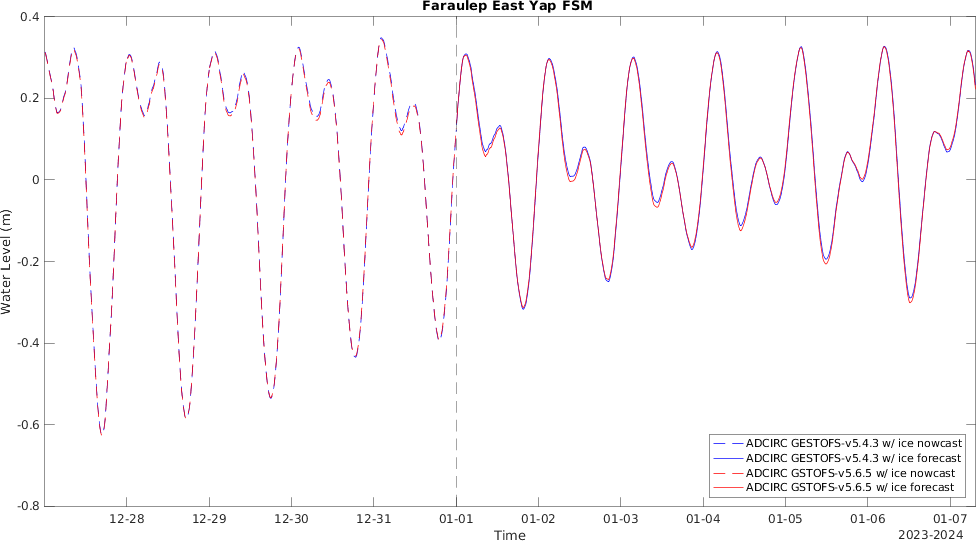 Faraulep East Yap FSM
Water Level (m)
0.4
0.2
0
-0.2
-0.4
-0.6
-0.8
12-28 12-29 12-30 12-31 01-01 01-02 01-03 01-04 01-05 01-06 01-07
Time
2023-2024
ADCIRC GESTOFS-v5.4.3 w/ ice nowcast
ADCIRC GESTOFS-v5.4.3 w/ ice forecast
ADCIRC GSTOFS-v5.6.5 w/ ice nowcast
ADCIRC GSTOFS-v5.6.5 w/ ice forecast